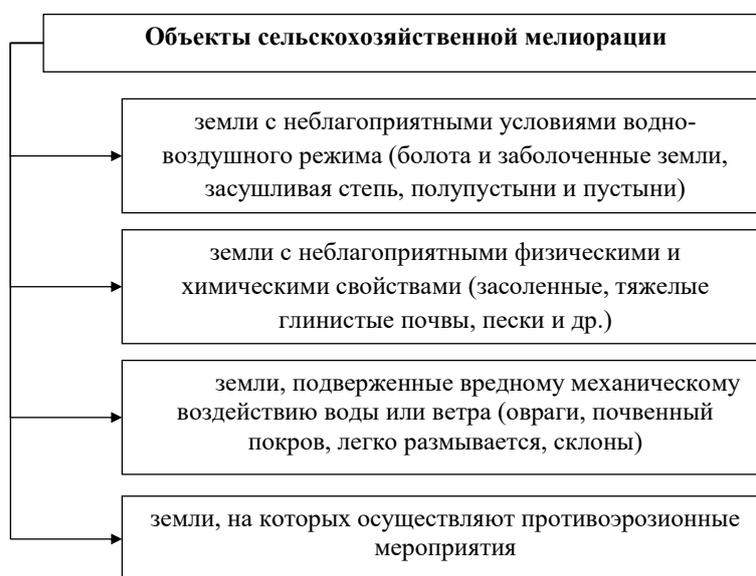 Объекты сельскохозяйственной мелиорации
земли с неблагоприятными условиями водно-
воздушного режима (болота и заболоченные земли,
засушливая степь, полупустыни и пустыни)
земли с неблагоприятными физическими и
химическими свойствами (засоленные, тяжелые
глинистые почвы, пески и др.)
земли, подверженные вредному механическому
воздействию воды или ветра (овраги, почвенный
покров, легко размывается, склоны)
земли, на которых осуществляют противоэрозионные
мероприятия